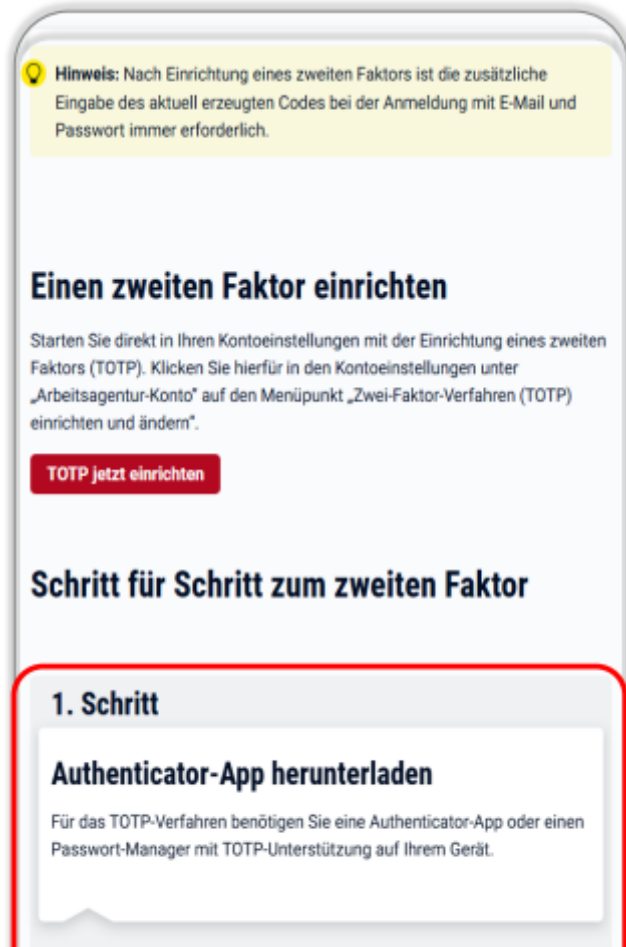 Hinweis: Nach Einrichtung eines zweiten Faktors ist die zusätzliche
Eingabe des aktuell erzeugten Codes bei der Anmeldung mit E-Mail und
Passwort immer erforderlich.
Einen zweiten Faktor einrichten
Starten Sie direkt in Ihren Kontoeinstellungen mit der Einrichtung eines zweiten
Faktors (TOTP). Klicken Sie hierfür in den Kontoeinstellungen unter
„Arbeitsagentur-Konto" auf den Menüpunkt „Zwei-Faktor-Verfahren (TOTP)
einrichten und ändern".
TOTP jetzt einrichten
Schritt für Schritt zum zweiten Faktor
1. Schritt
Authenticator-App herunterladen
Für das TOTP-Verfahren benötigen Sie eine Authenticator-App oder einen
Passwort-Manager mit TOTP-Unterstützung auf Ihrem Gerät.